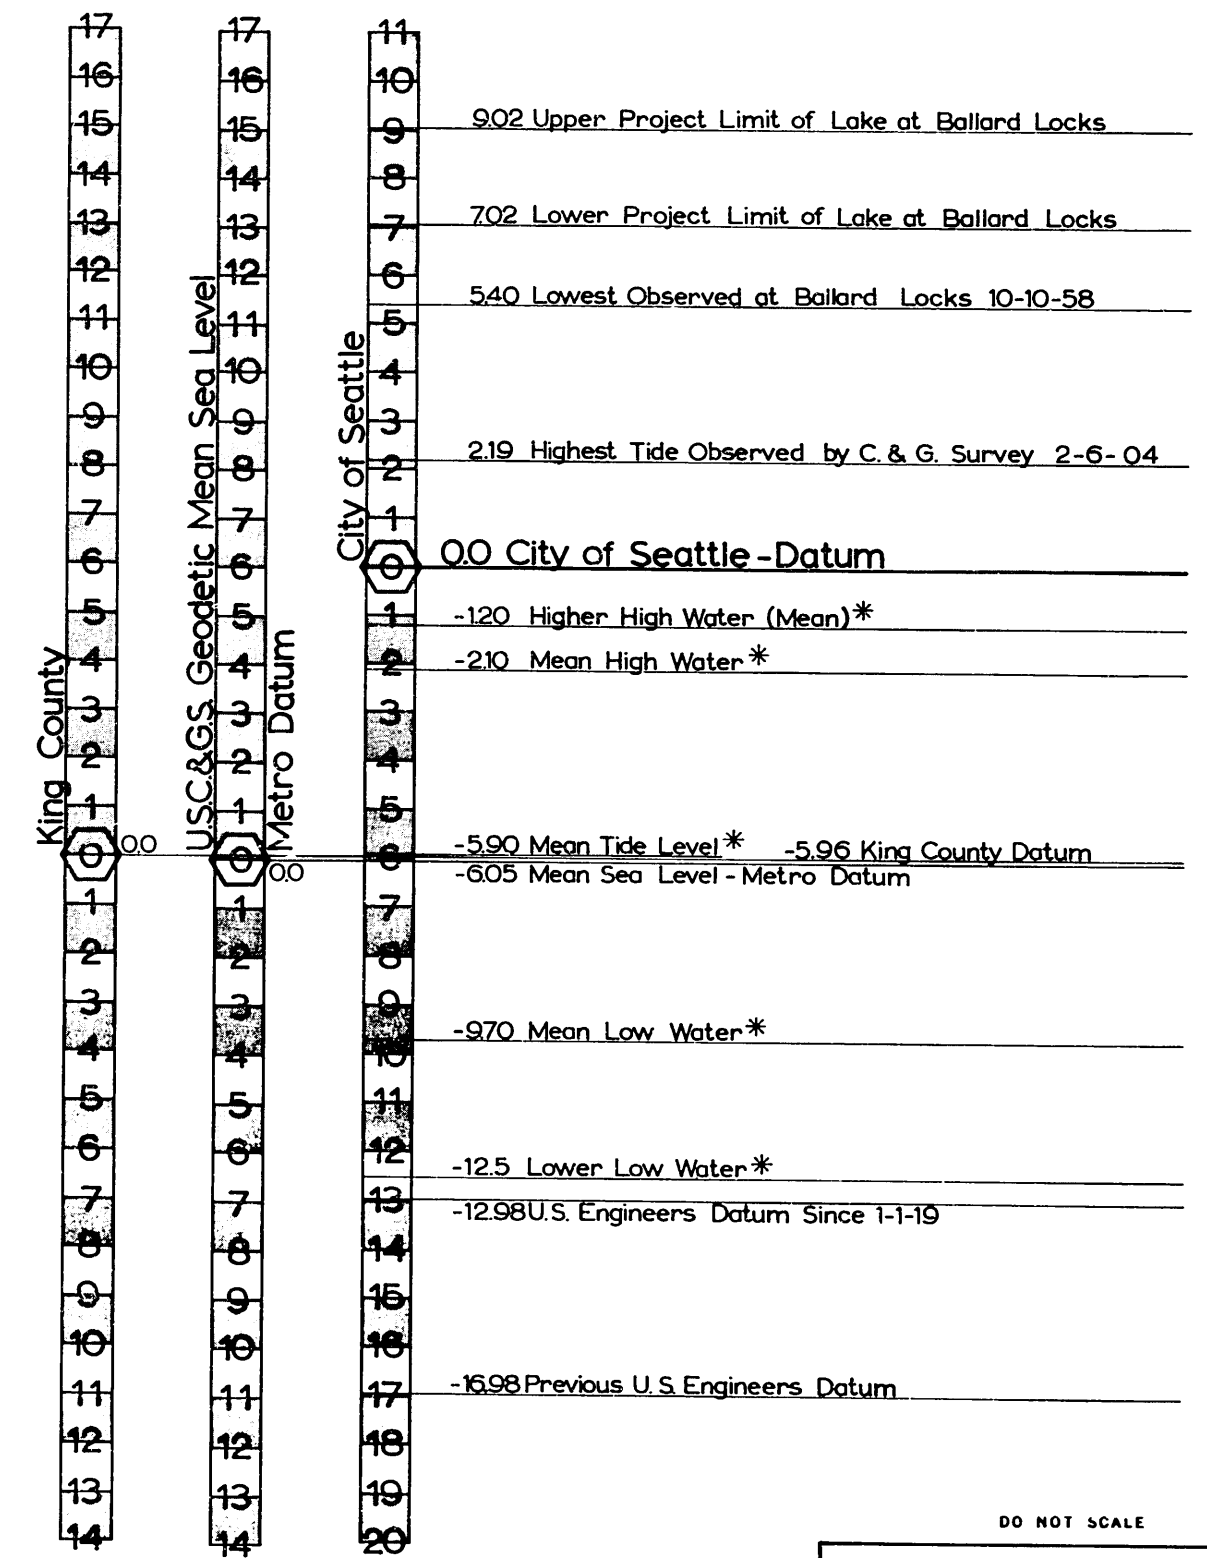 17 17 11
16 16 10
15 15 9 9.02 Upper Project Limit of Lake at Ballard Locks
14 14 8
13 13 7 7.02 Lower Project Limit of Lake at Ballard Locks
12 12 6
11 11 5 5.40 Lowest Observed at Ballard Locks 10-10-58
10 10 4
9 9 3
8 8 2 2.19 Highest Tide Observed by C. & G. Survey 2-6-04
7 7 1
6 6 0 0.0 City of Seattle-Datum
5 5 1 -1.20 Higher High Water (Mean)*
4 4 2 -2.10 Mean High Water*
3 3 3
2 2 4
1 1 5
King County
U.S.C.&G.S. Geodetic Mean Sea Level
Metro Datum
City of Seattle
0 0.0 0 0.0 6 -5.90 Mean Tide Level* -5.96 King County Datum
-6.05 Mean Sea Level - Metro Datum
1 1 7
2 2 8
3 3 9
4 4 10 -9.70 Mean Low Water*
5 5 11
6 6 12 -12.5 Lower Low Water*
7 7 13 -12.98 U.S. Engineers Datum Since 1-1-19
8 8 14
9 9 15
10 10 16
11 11 17 -16.98 Previous U.S. Engineers Datum
12 12 18
13 13 19
14 14 20
DO NOT SCALE